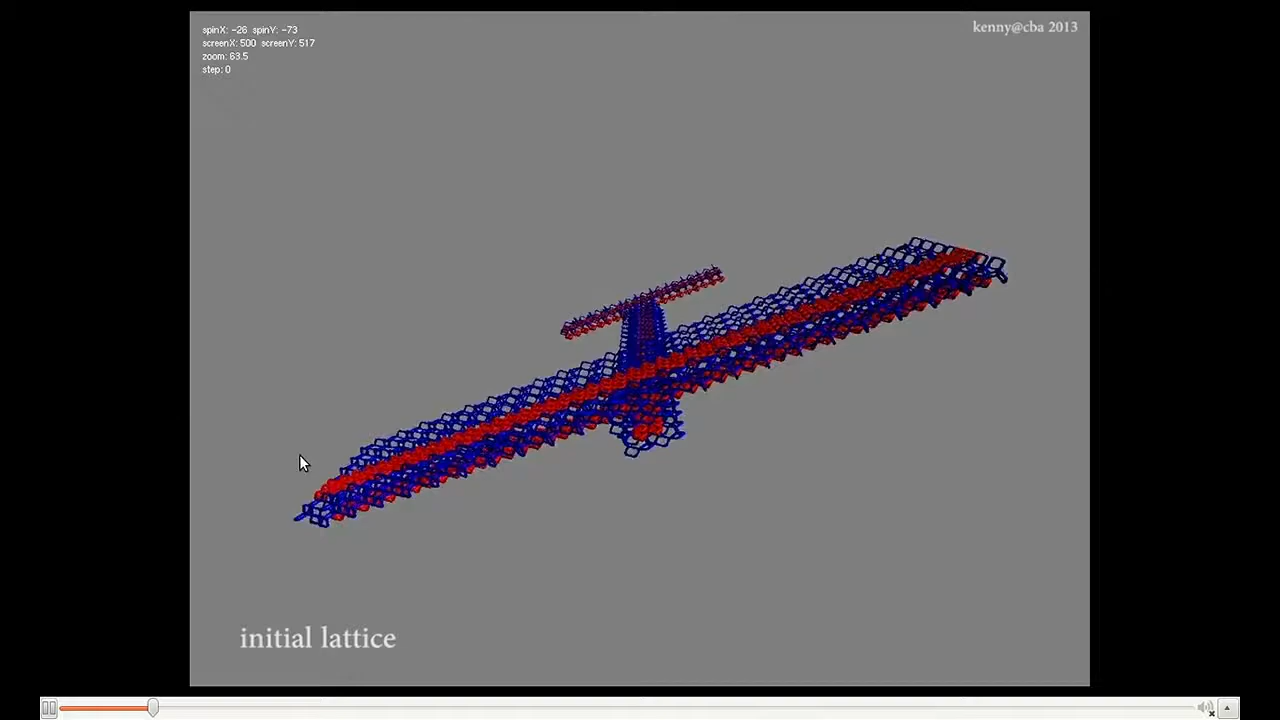 spinX: -26 spinY: -73
screenX: 500 screenY: 517
zoom: 63.5
step: 0
kenny@cba 2013
initial lattice